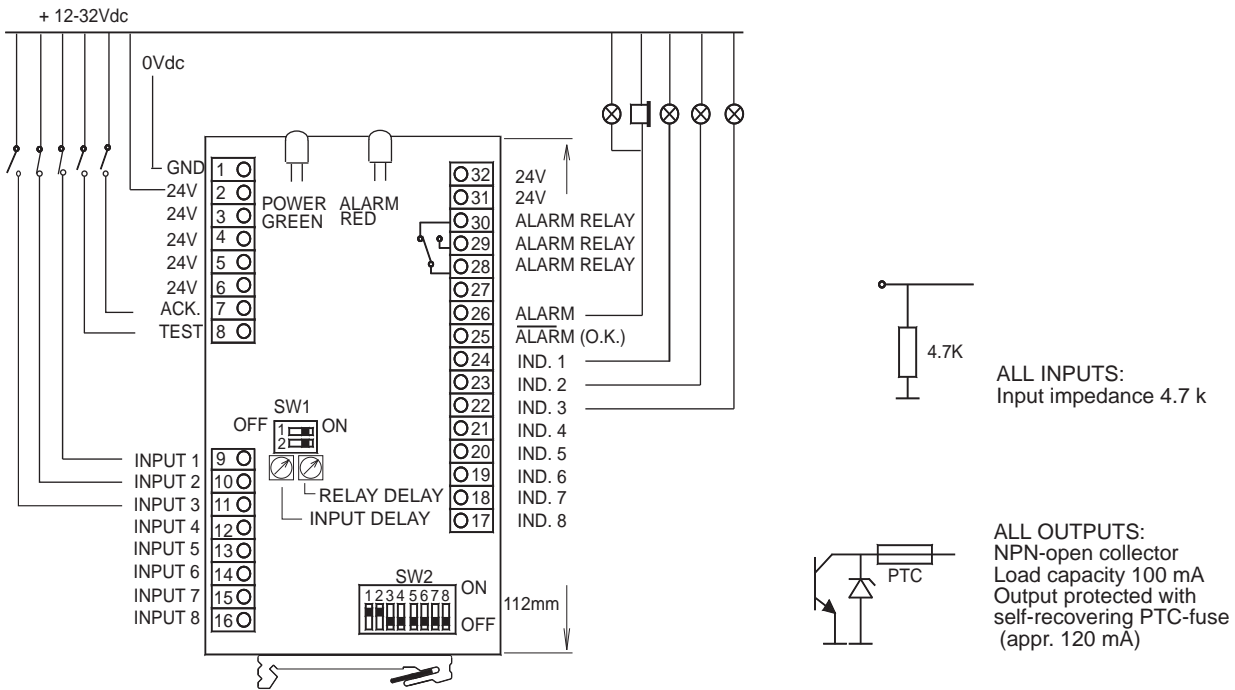 + 12-32Vdc
0Vdc
GND 1
24V 2
24V 3
24V 4
24V 5
24V 6
ACK. 7
TEST 8
POWER
GREEN
ALARM
RED
32 24V
31 24V
30 ALARM RELAY
29 ALARM RELAY
28 ALARM RELAY
27
26 ALARM
25 ALARM (O.K.)
24 IND. 1
23 IND. 2
22 IND. 3
21 IND. 4
20 IND. 5
19 IND. 6
18 IND. 7
17 IND. 8
SW1
OFF 1 ON
2
RELAY DELAY
INPUT DELAY
INPUT 1 9
INPUT 2 10
INPUT 3 11
INPUT 4 12
INPUT 5 13
INPUT 6 14
INPUT 7 15
INPUT 8 16
SW2
1 2 3 4 5 6 7 8 ON
OFF
112mm
4.7K
ALL INPUTS:
Input impedance 4.7 k
PTC
ALL OUTPUTS:
NPN-open collector
Load capacity 100 mA
Output protected with
self-recovering PTC-fuse
(appr. 120 mA)